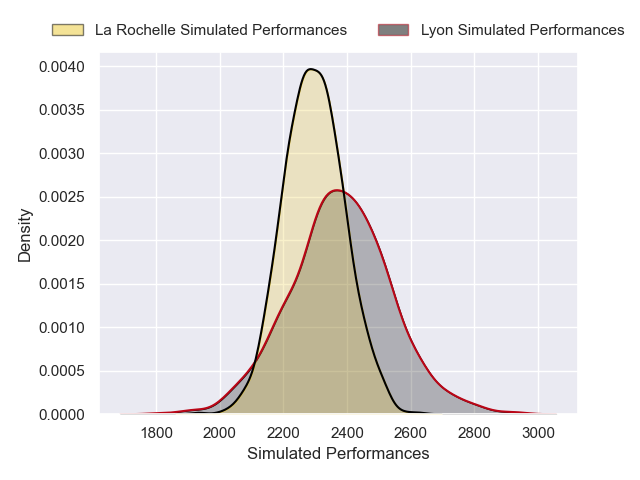 La Rochelle Simulated Performances Lyon Simulated Performances
0.0040
0.0035
0.0030
0.0025
0.0020
0.0015
0.0010
0.0005
0.0000
Density
1800 2000 2200 2400 2600 2800 3000
Simulated Performances